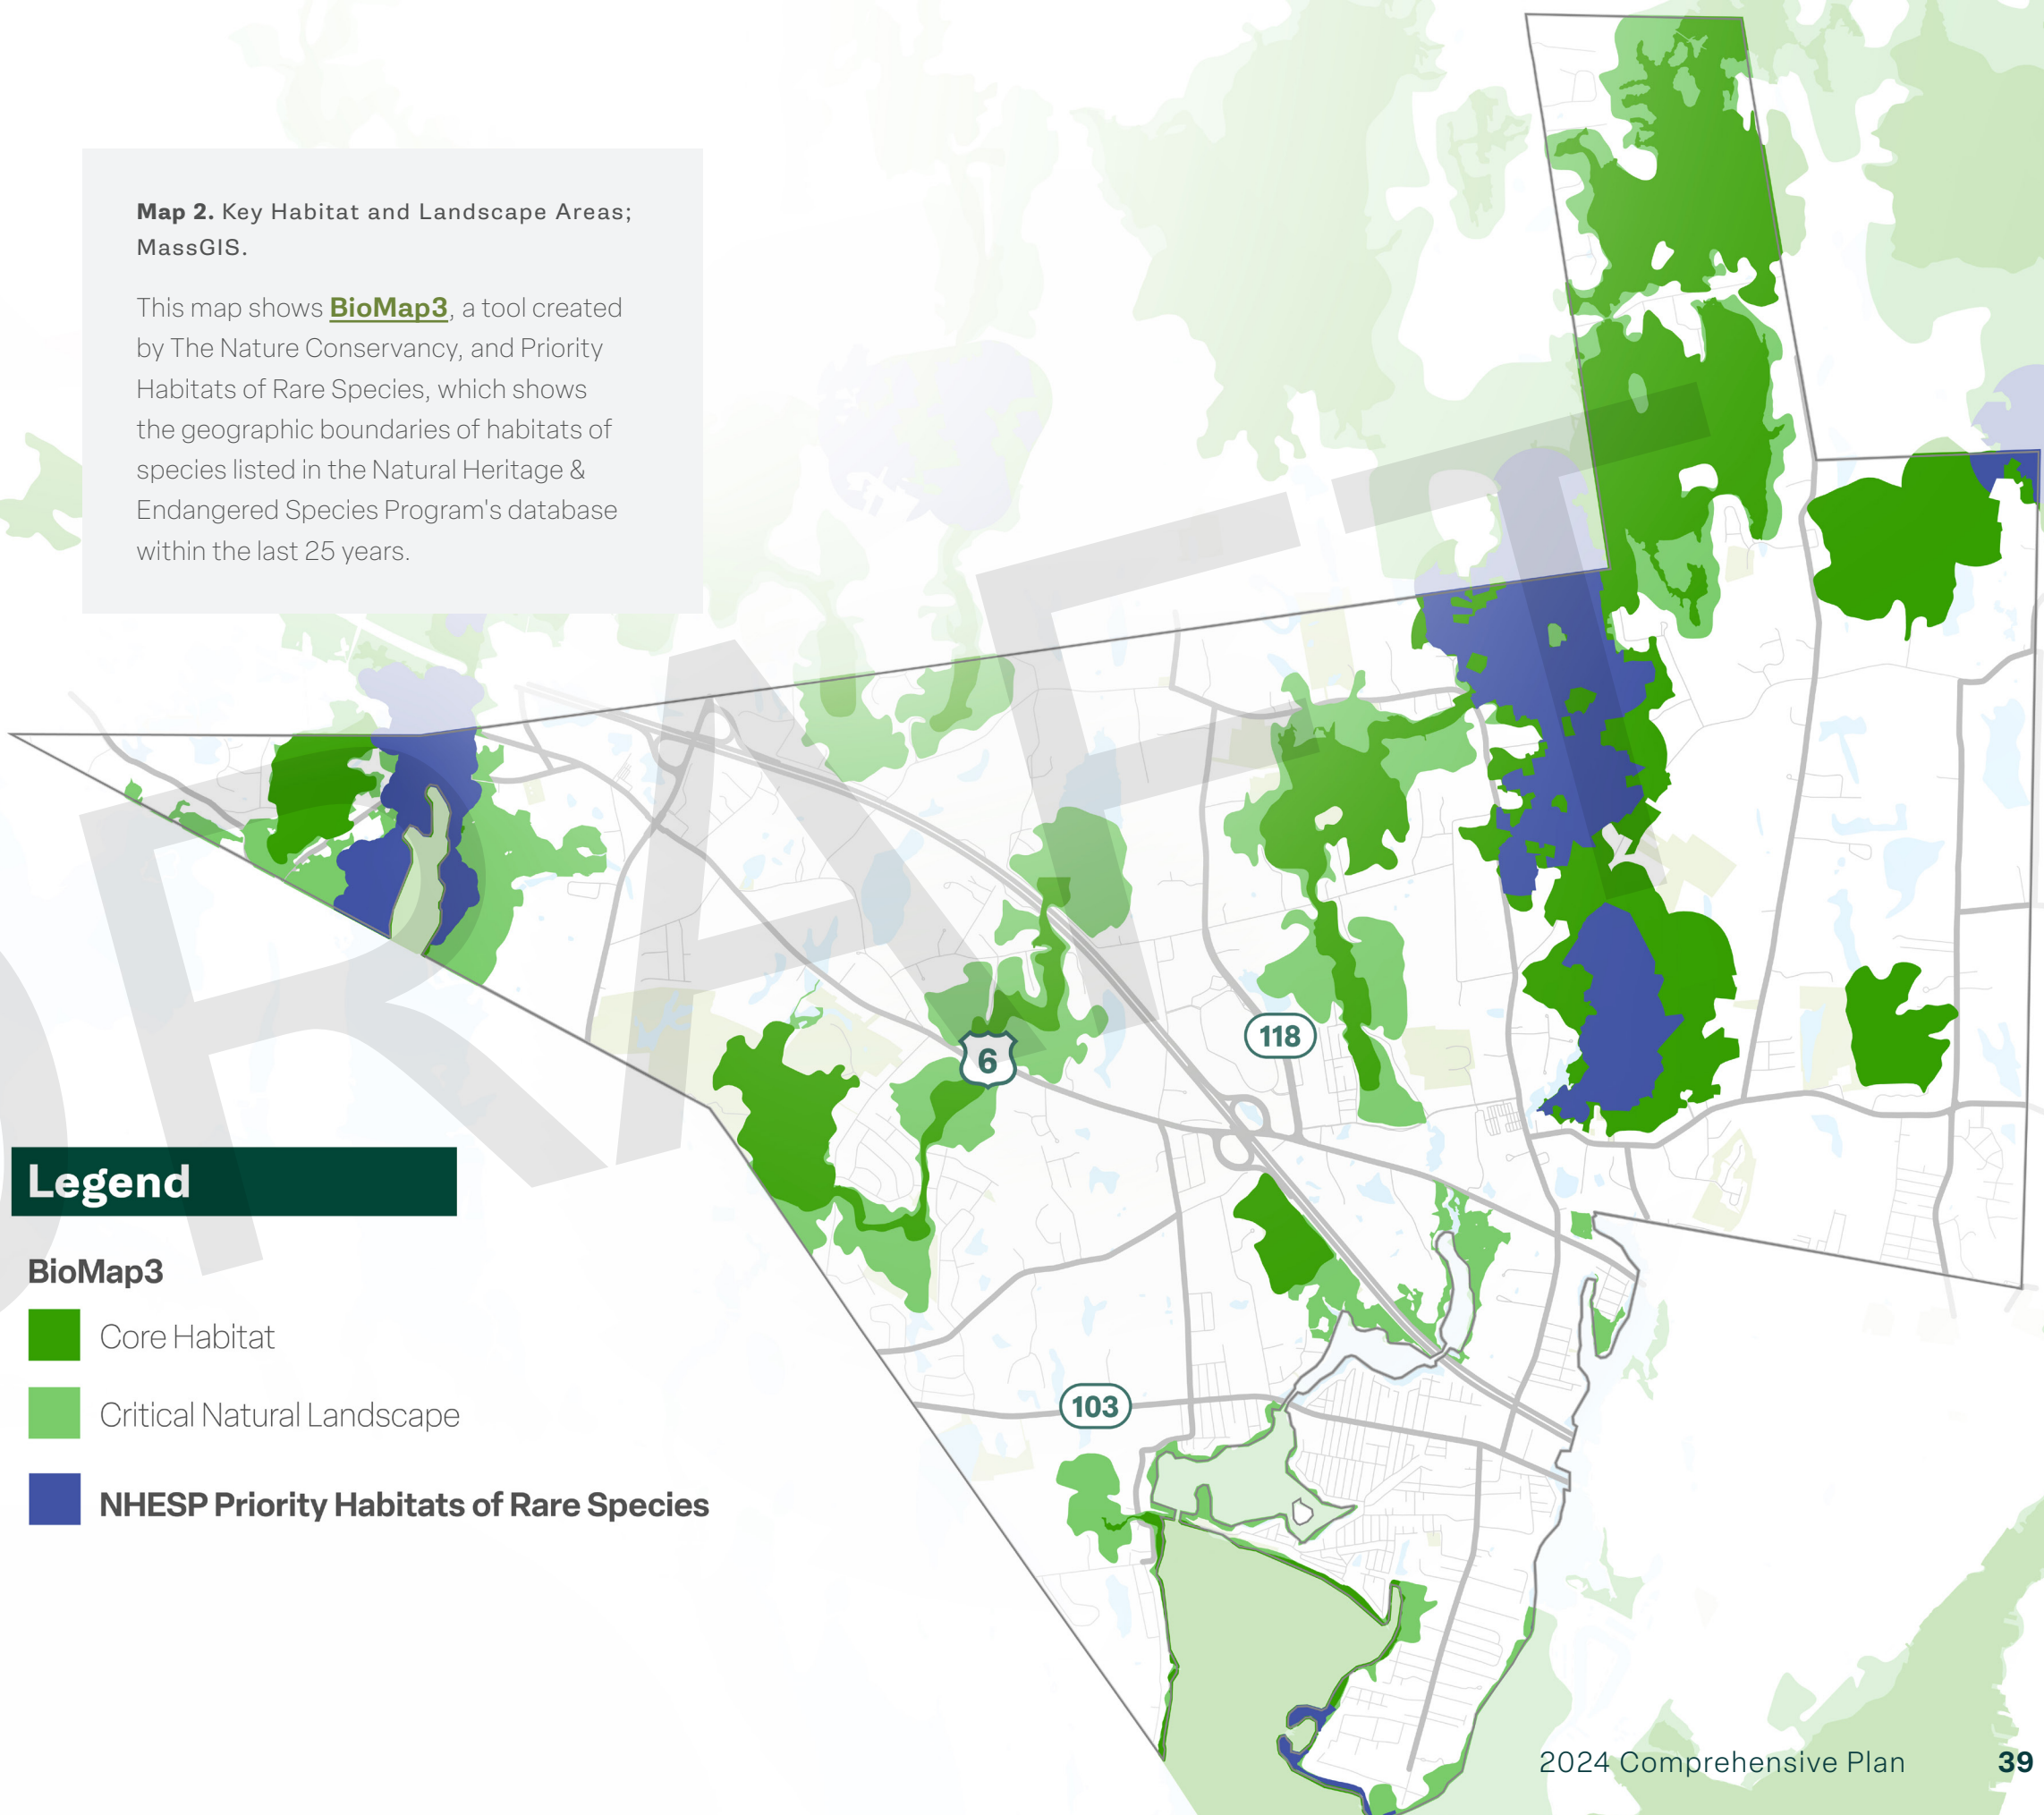 Map 2. Key Habitat and Landscape Areas;
MassGIS.
This map shows BioMap3, a tool created
by The Nature Conservancy, and Priority
Habitats of Rare Species, which shows
the geographic boundaries of habitats of
species listed in the Natural Heritage &
Endangered Species Program's database
within the last 25 years.
DRAFT
6
118
103
Legend
BioMap3
Core Habitat
Critical Natural Landscape
NHESP Priority Habitats of Rare Species
2024 Comprehensive Plan 39